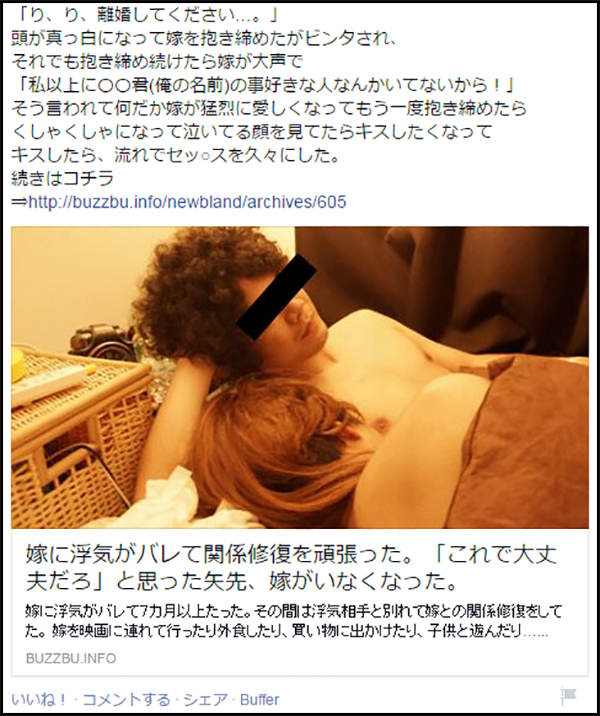 「り、り、離婚してください…。」
頭が真っ白になって嫁を抱き締めたがビンタされ、
それでも抱き締め続けたら嫁が大声で
「私以上に〇〇君(俺の名前)の事好きな人なんかいてないから！」
そう言われて何だか嫁が猛烈に愛しくなってもう一度抱き締めたら
くしゃくしゃになって泣いてる顔を見てたらキスしたくなって
キスしたら、流れでセッ○スを久々にした。
続きはコチラ
⇒http://buzzbu.info/newbland/archives/605
嫁に浮気がバレて関係修復を頑張った。「これで大丈
夫だろ」と思った矢先、嫁がいなくなった。
嫁に浮気がバレて7カ月以上たった。その間は浮気相手と別れて嫁との関係修復をして
た。嫁を映画に連れて行ったり外食したり、買い物に出かけたり、子供と遊んだり……
BUZZBU.INFO
いいね！ · コメントする · シェア · Buffer